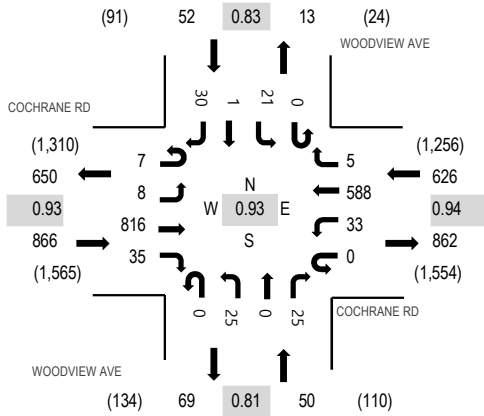 (91) 52 0.83 13 (24)
WOODVIEW AVE
30 1 21 0
COCHRANE RD
(1,310) (1,256)
7 5
650 626
8 N 588
0.93 W 0.93 E 0.94
816 33
866 S 862
35 0
(1,565) (1,554)
0 25 0 25
COCHRANE RD
WOODVIEW AVE
(134) 69 0.81 50 (110)